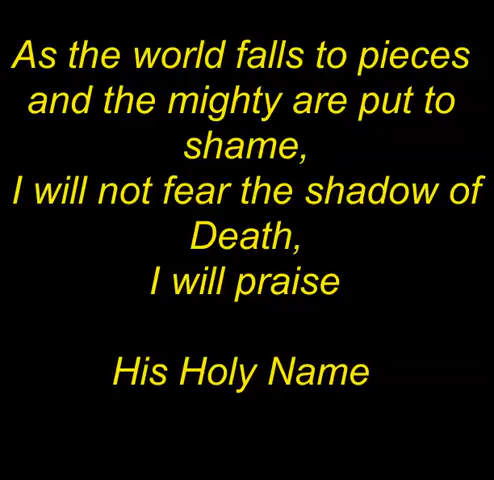 As the world falls to pieces
and the mighty are put to
shame,
I will not fear the shadow of
Death,
I will praise
His Holy Name